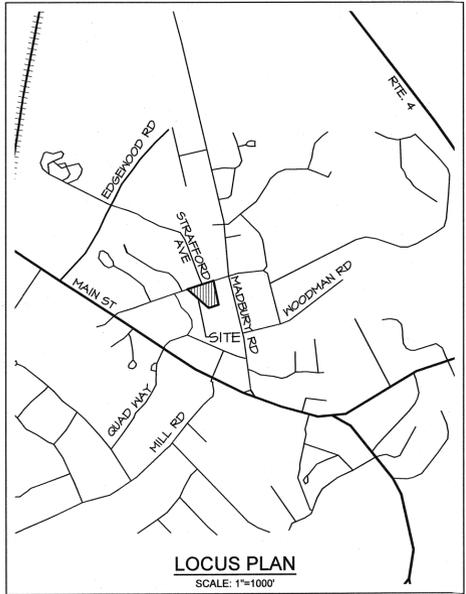 RTE. 4
EDGEWOOD RD
STRAFFORD
AVE
MAIN ST
MADBURY RD
WOODMAN RD
SITE
QUAD WAY
MILL RD
LOCUS PLAN
SCALE: 1"=1000'